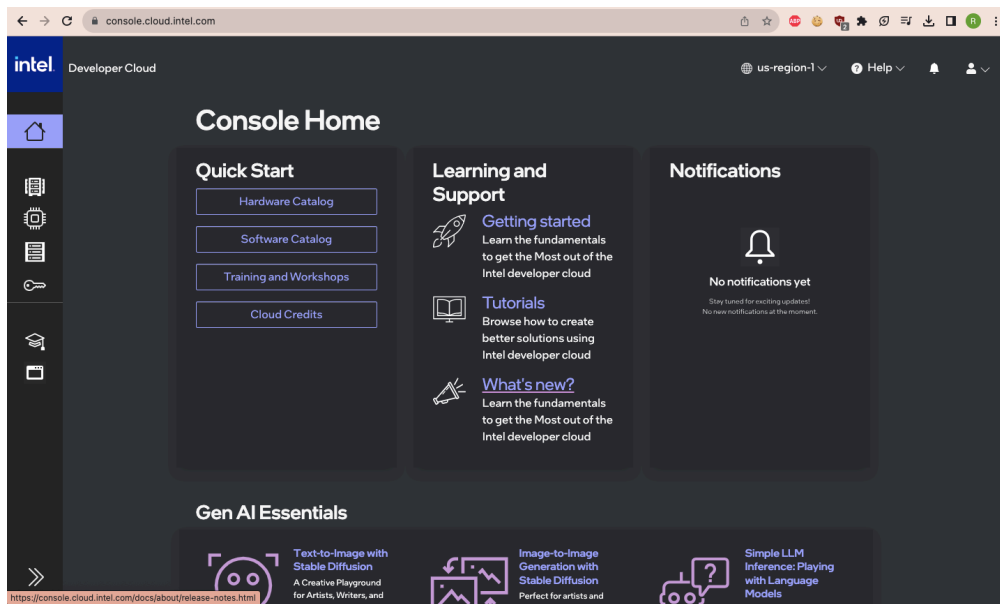 console.cloud.intel.com
ABP
2
R
intel.
Developer Cloud
us-region-1
? Help
Console Home
Quick Start
Hardware Catalog
Software Catalog
Training and Workshops
Cloud Credits
Learning and
Support
Getting started
Learn the fundamentals
to get the Most out of the
Intel developer cloud
Tutorials
Browse how to create
better solutions using
Intel developer cloud
What's new?
Learn the fundamentals
to get the Most out of the
Intel developer cloud
Notifications
No notifications yet
Stay tuned for exciting updates!
No new notifications at the moment.
Gen AI Essentials
Text-to-Image with
Stable Diffusion
A Creative Playground
for Artists, Writers, and
Image-to-Image
Generation with
Stable Diffusion
Perfect for artists and
?
Simple LLM
Inference: Playing
with Language
Models
https://console.cloud.intel.com/docs/about/release-notes.html